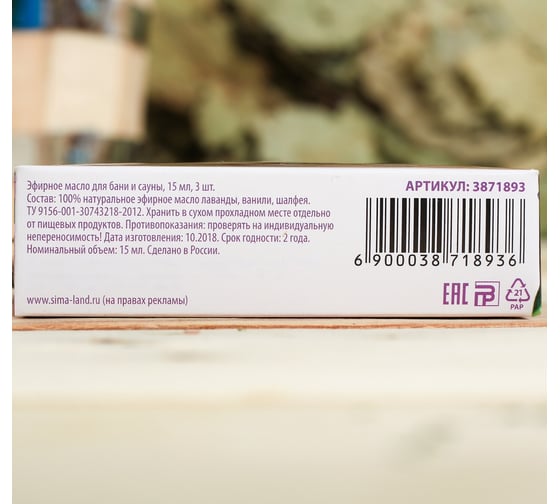 Эфирное масло для бани и сауны, 15 мл, 3 шт.
Состав: 100% натуральное эфирное масло лаванды, ванили, шалфея.
ТУ 9156-001-30743218-2012. Хранить в сухом прохладном месте отдельно
от пищевых продуктов. Противопоказания: проверять на индивидуальную
непереносимость! Дата изготовления: 10.2018. Срок годности: 2 года.
Номинальный объем: 15 мл. Сделано в России.
www.sima-land.ru (на правах рекламы)
АРТИКУЛ: 3871893
6 900038 718936
ЕАС
21
PAP